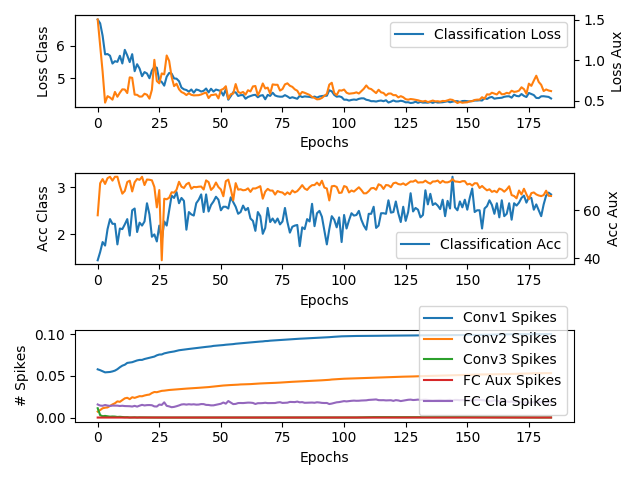 Classification Loss
Loss Class
6
5
1.5
1.0
0.5
Loss Aux
0 25 50 75 100 125 150 175
Epochs
Classification Acc
Acc Class
3
2
60
40
Acc Aux
0 25 50 75 100 125 150 175
Epochs
Conv1 Spikes
Conv2 Spikes
Conv3 Spikes
FC Aux Spikes
FC Cla Spikes
# Spikes
0.10
0.05
0.00
0 25 50 75 100 125 150 175
Epochs